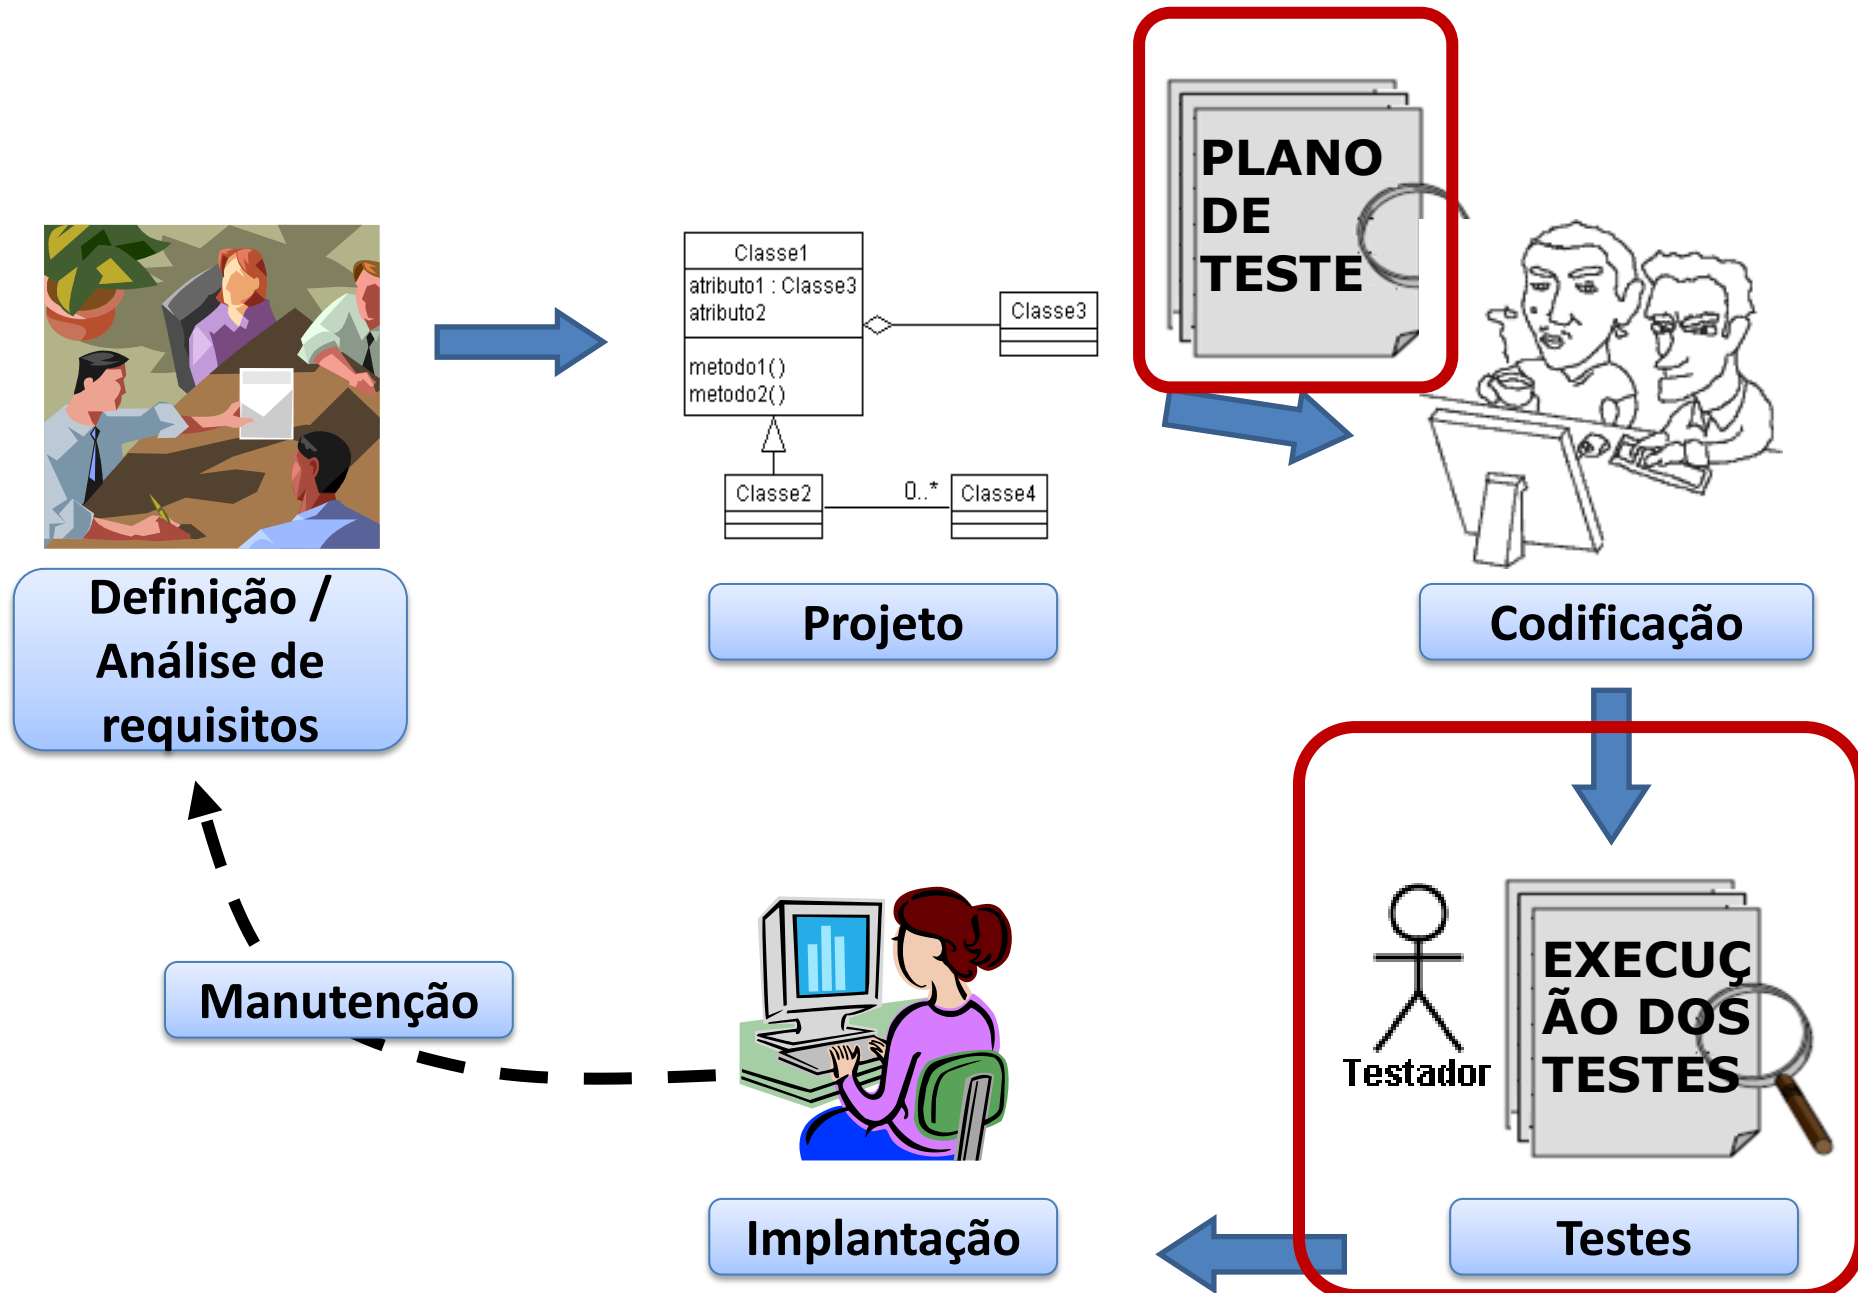 PLANO
DE
TESTE
Classe1
atributo1 : Classe3
atributo2
metodo1()
metodo2()
Classe3
Classe2
0..*
Classe4
Definição /
Análise de
requisitos
Projeto
Codificação
Manutenção
Testador
EXECUÇ
ÃO DOS
TESTES
Implantação
Testes